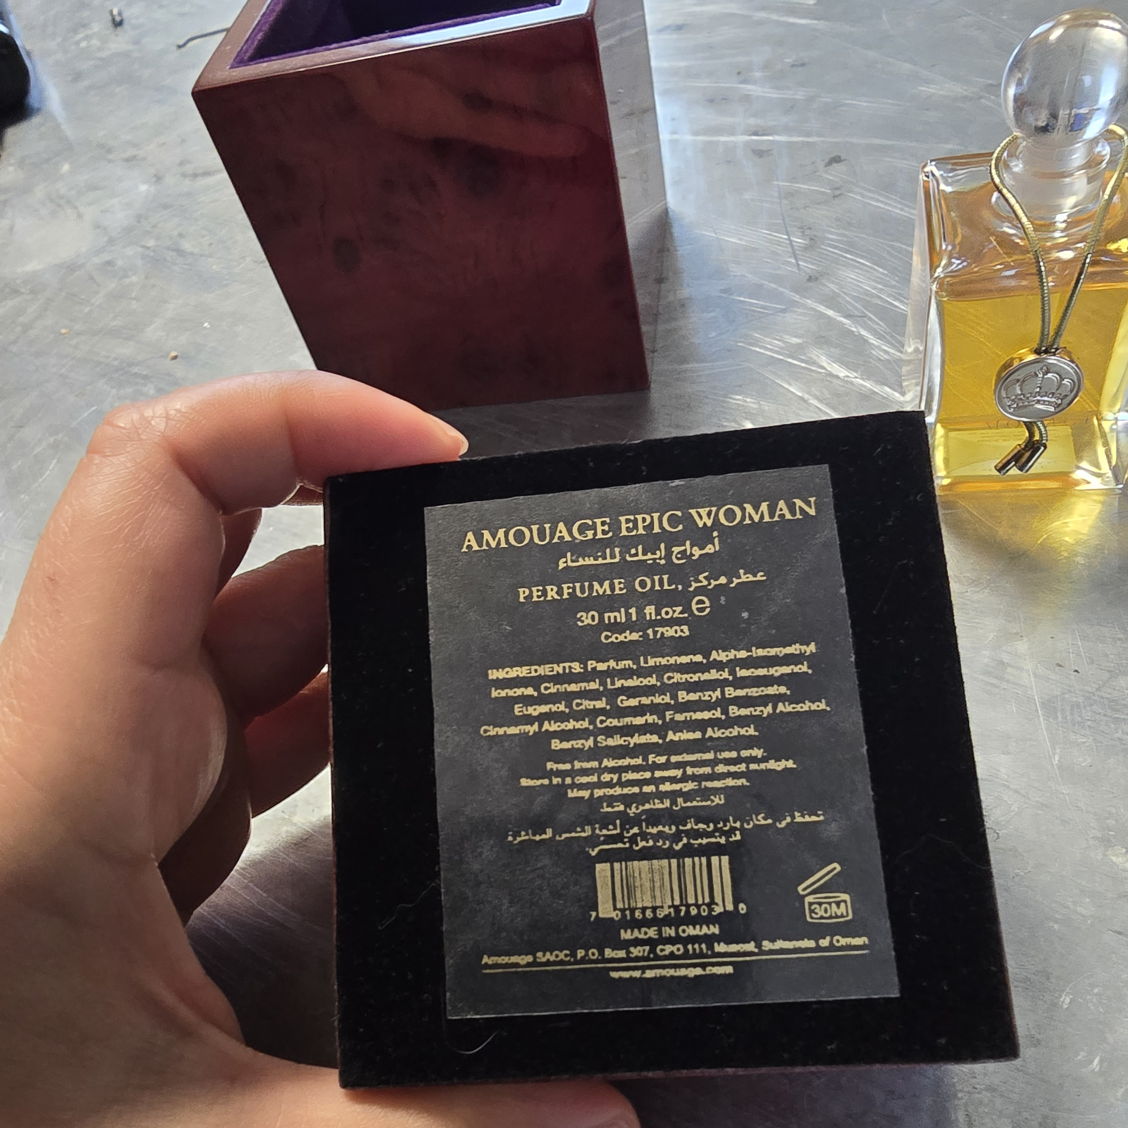 AMOUAGE EPIC WOMAN
أمواج إبيك للنساء
PERFUME OIL, عطر مركز
30 ml 1 fl.oz. e
Code: 17903
INGREDIENTS: Parfum, Limonene, Alpha-Isomethyl
Ionone, Cinnamal, Linalool, Citronellol, Isoeugenol,
Eugenol, Citral, Geraniol, Benzyl Benzoate,
Cinnamyl Alcohol, Coumarin, Farnesol, Benzyl Alcohol,
Benzyl Salicylate, Anise Alcohol.
Free from Alcohol. For external use only.
Store in a cool dry place away from direct sunlight.
May produce an allergic reaction.
للاستعمال الظاهري فقط
تحفظ في مكان بارد وجاف وبعيداً عن أشعة الشمس المباشرة
قد يتسبب في رد فعل تحسسي
7 01666 17903 0
30M
MADE IN OMAN
Amouage SAOC, P.O. Box 307, CPO 111, Muscat, Sultanate of Oman
www.amouage.com